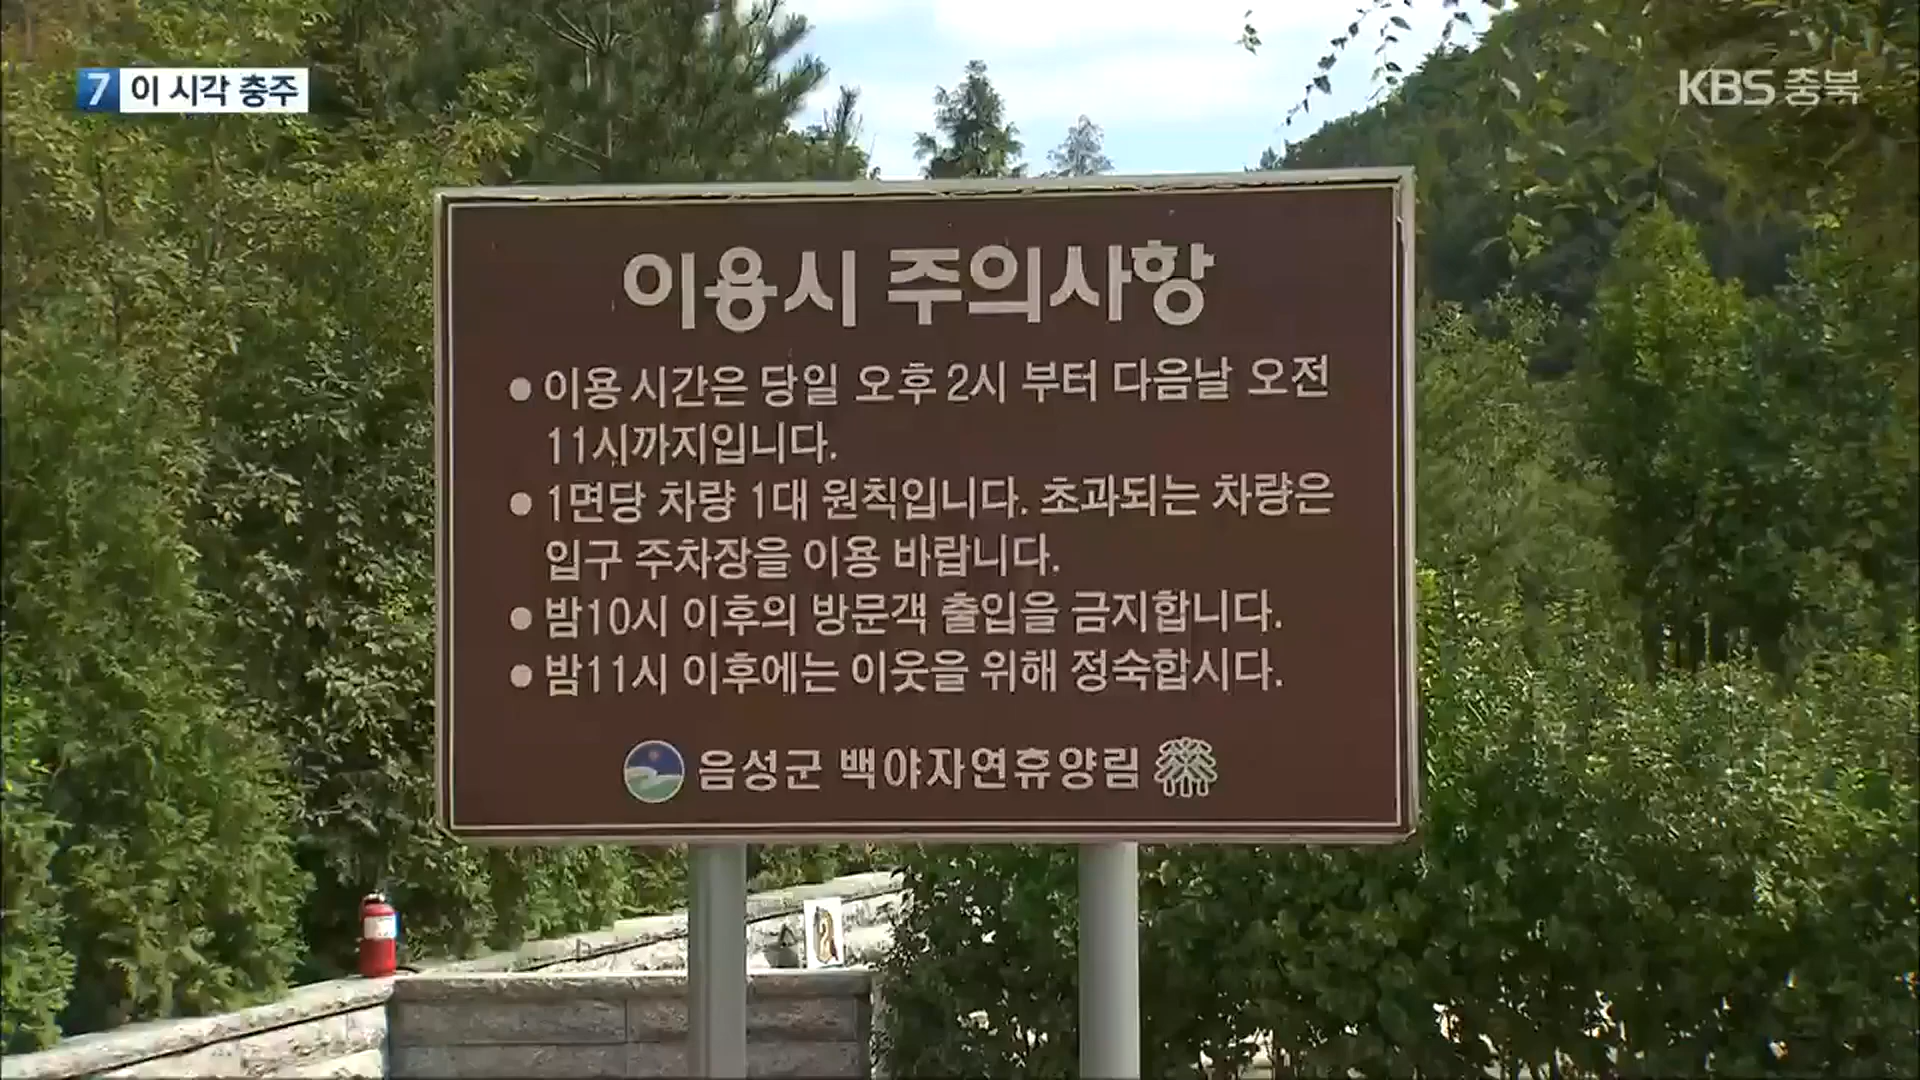 7 이 시각 충주
KBS 충북
이용시 주의사항
● 이용 시간은 당일 오후 2시 부터 다음날 오전
11시까지입니다.
● 1면당 차량 1대 원칙입니다. 초과되는 차량은
입구 주차장을 이용 바랍니다.
● 밤10시 이후의 방문객 출입을 금지합니다.
● 밤11시 이후에는 이웃을 위해 정숙합시다.
음성군 백야자연휴양림
2